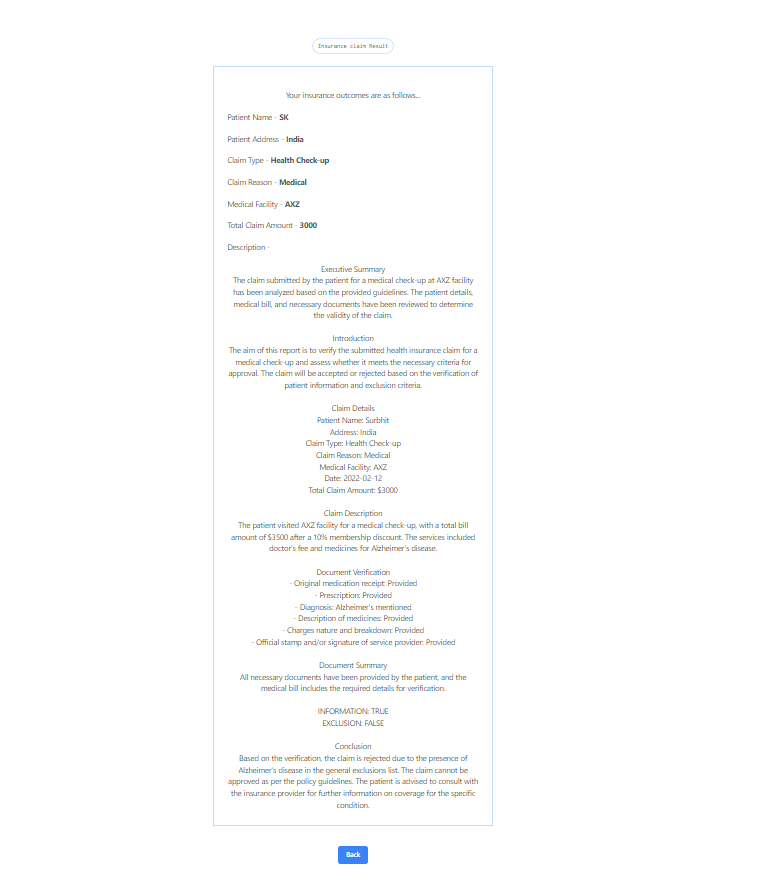 Insurance claim Result
Your insurance outcomes are as follows...
Patient Name - SK
Patient Address - India
Claim Type - Health Check-up
Claim Reason - Medical
Medical Facility - AXZ
Total Claim Amount - 3000
Description -
Executive Summary
The claim submitted by the patient for a medical check-up at AXZ facility
has been analyzed based on the provided guidelines. The patient details,
medical bill, and necessary documents have been reviewed to determine
the validity of the claim.
Introduction
The aim of this report is to verify the submitted health insurance claim for a
medical check-up and assess whether it meets the necessary criteria for
approval. The claim will be accepted or rejected based on the verification of
patient information and exclusion criteria.
Claim Details
Patient Name: Surbhit
Address: India
Claim Type: Health Check-up
Claim Reason: Medical
Medical Facility: AXZ
Date: 2022-02-12
Total Claim Amount: $3000
Claim Description
The patient visited AXZ facility for a medical check-up, with a total bill
amount of $3500 after a 10% membership discount. The services included
doctor's fee and medicines for Alzheimer's disease.
Document Verification
- Original medication receipt: Provided
- Prescription: Provided
- Diagnosis: Alzheimer's mentioned
- Description of medicines: Provided
- Charges nature and breakdown: Provided
- Official stamp and/or signature of service provider: Provided
Document Summary
All necessary documents have been provided by the patient, and the
medical bill includes the required details for verification.
INFORMATION: TRUE
EXCLUSION: FALSE
Conclusion
Based on the verification, the claim is rejected due to the presence of
Alzheimer's disease in the general exclusions list. The claim cannot be
approved as per the policy guidelines. The patient is advised to consult with
the insurance provider for further information on coverage for the specific
condition.
Back